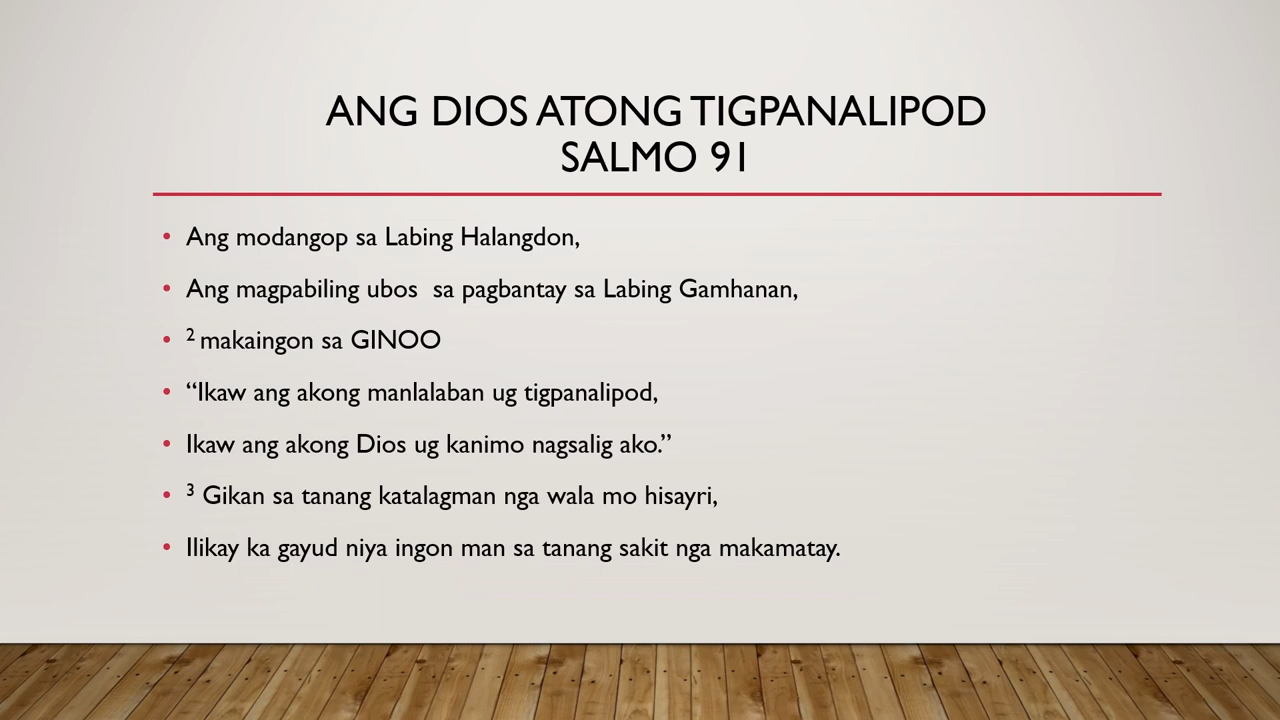 ANG DIOS ATONG TIGPANALIPOD
SALMO 91
• Ang modangop sa Labing Halangdon,
• Ang magpabiling ubos  sa pagbantay sa Labing Gamhanan,
• ² makaingon sa GINOO
• “Ikaw ang akong manlalaban ug tigpanalipod,
• Ikaw ang akong Dios ug kanimo nagsalig ako.”
• ³ Gikan sa tanang katalagman nga wala mo hisayri,
• Ilikay ka gayud niya ingon man sa tanang sakit nga makamatay.